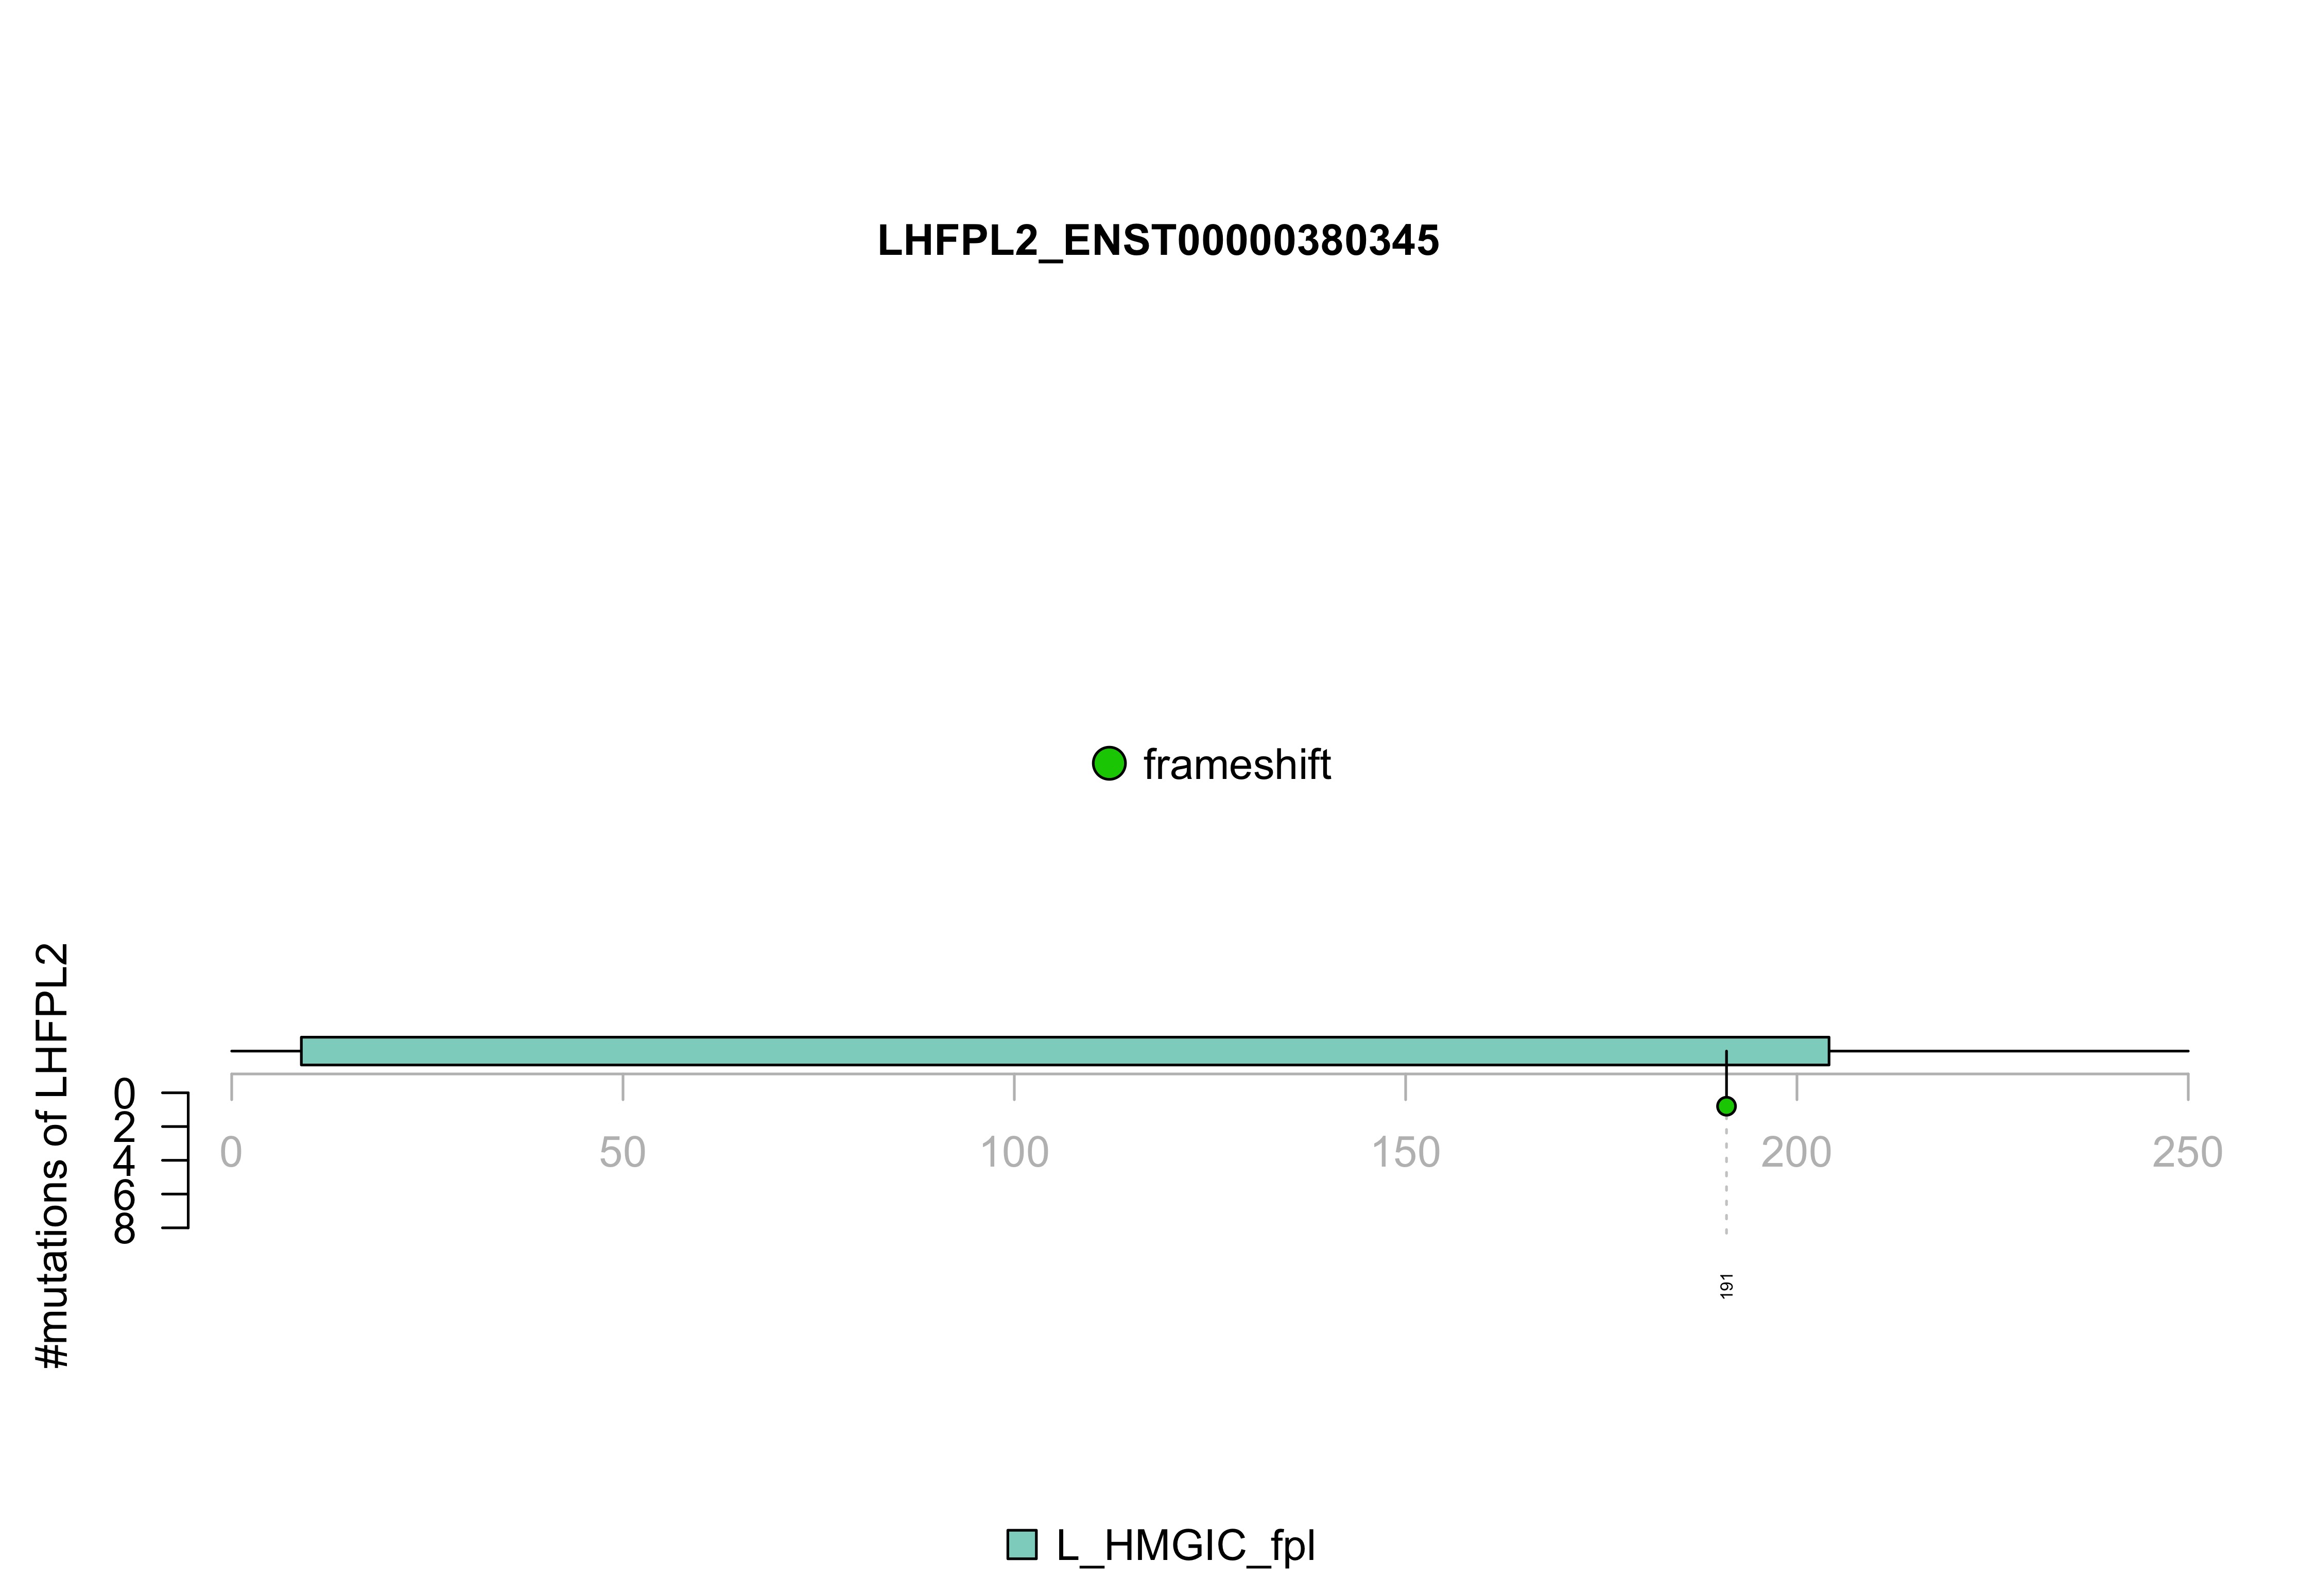 LHFPL2_ENST00000380345
frameshift
#mutations of LHFPL2
0
2
4
6
8
0 50 100 150 200 250
191
L_HMGIC_fpl